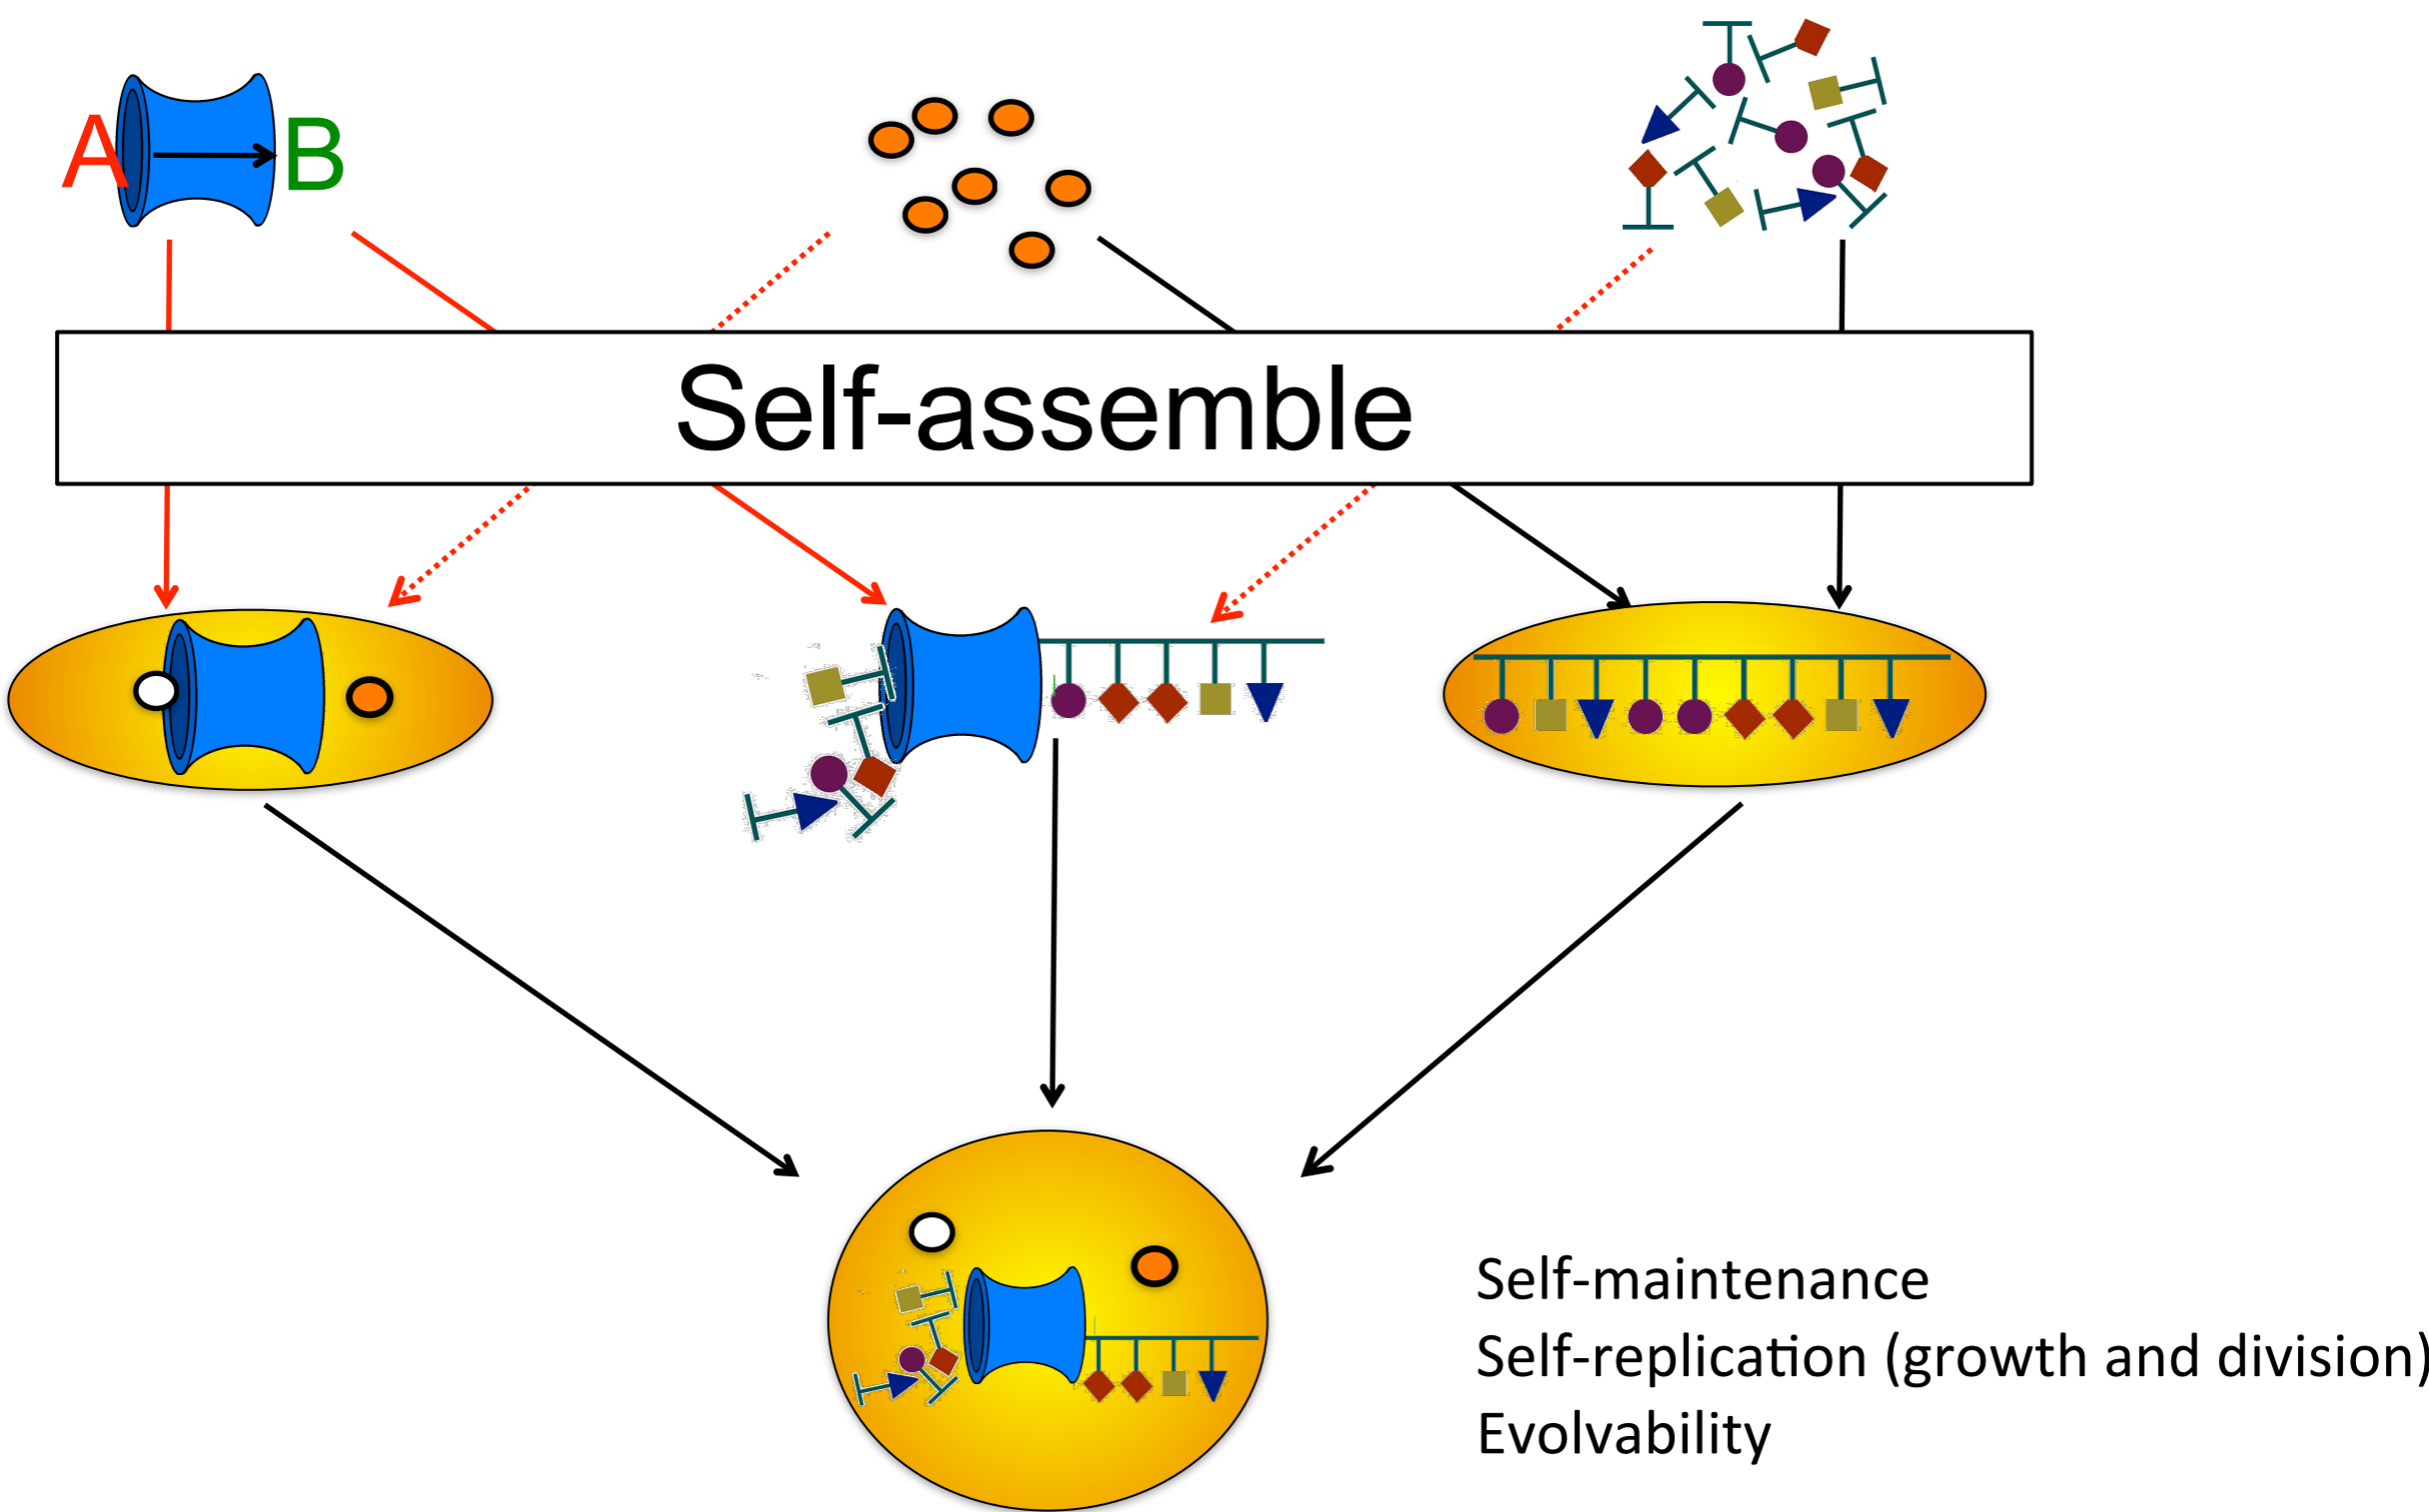 A B
Self-assemble
Self-maintenance
Self-replication (growth and division)
Evolvability